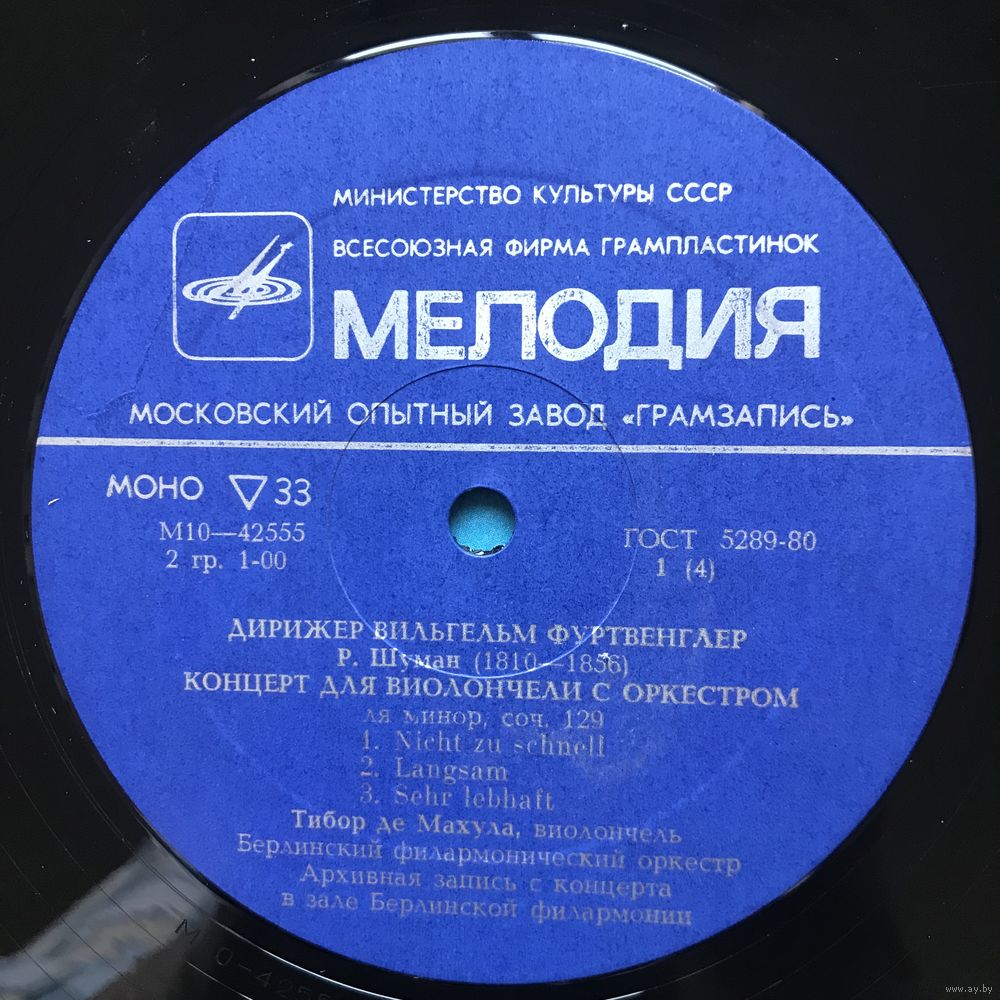 МИНИСТЕРСТВО КУЛЬТУРЫ СССР
ВСЕСОЮЗНАЯ ФИРМА ГРАМПЛАСТИНОК
МЕЛОДИЯ
МОСКОВСКИЙ ОПЫТНЫЙ ЗАВОД «ГРАМЗАПИСЬ»
МОНО ▽ 33
М10—42555
2 гр. 1-00
ГОСТ 5289-80
1 (4)
ДИРИЖЕР ВИЛЬГЕЛЬМ ФУРТВЕНГЛЕР
Р. Шуман (1810—1856)
КОНЦЕРТ ДЛЯ ВИОЛОНЧЕЛИ С ОРКЕСТРОМ
ля минор, соч. 129
1. Nicht zu schnell
2. Langsam
3. Sehr lebhaft
Тибор де Махула, виолончель
Берлинский филармонический оркестр
Архивная запись с концерта
в зале Берлинской филармонии
www.ay.by